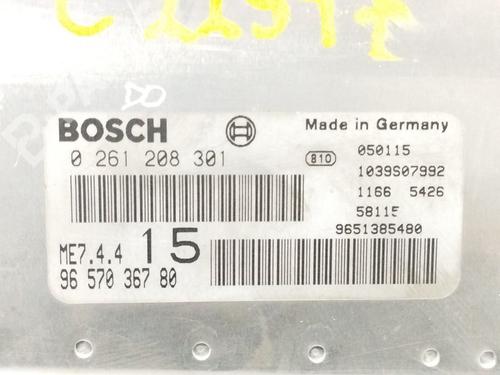 C 11597
BOSCH
Made in Germany
0 261 208 301
810
050115
1039S07992
1166 5426
58115
9651385480
ME7.4.4 15
96 570 367 80